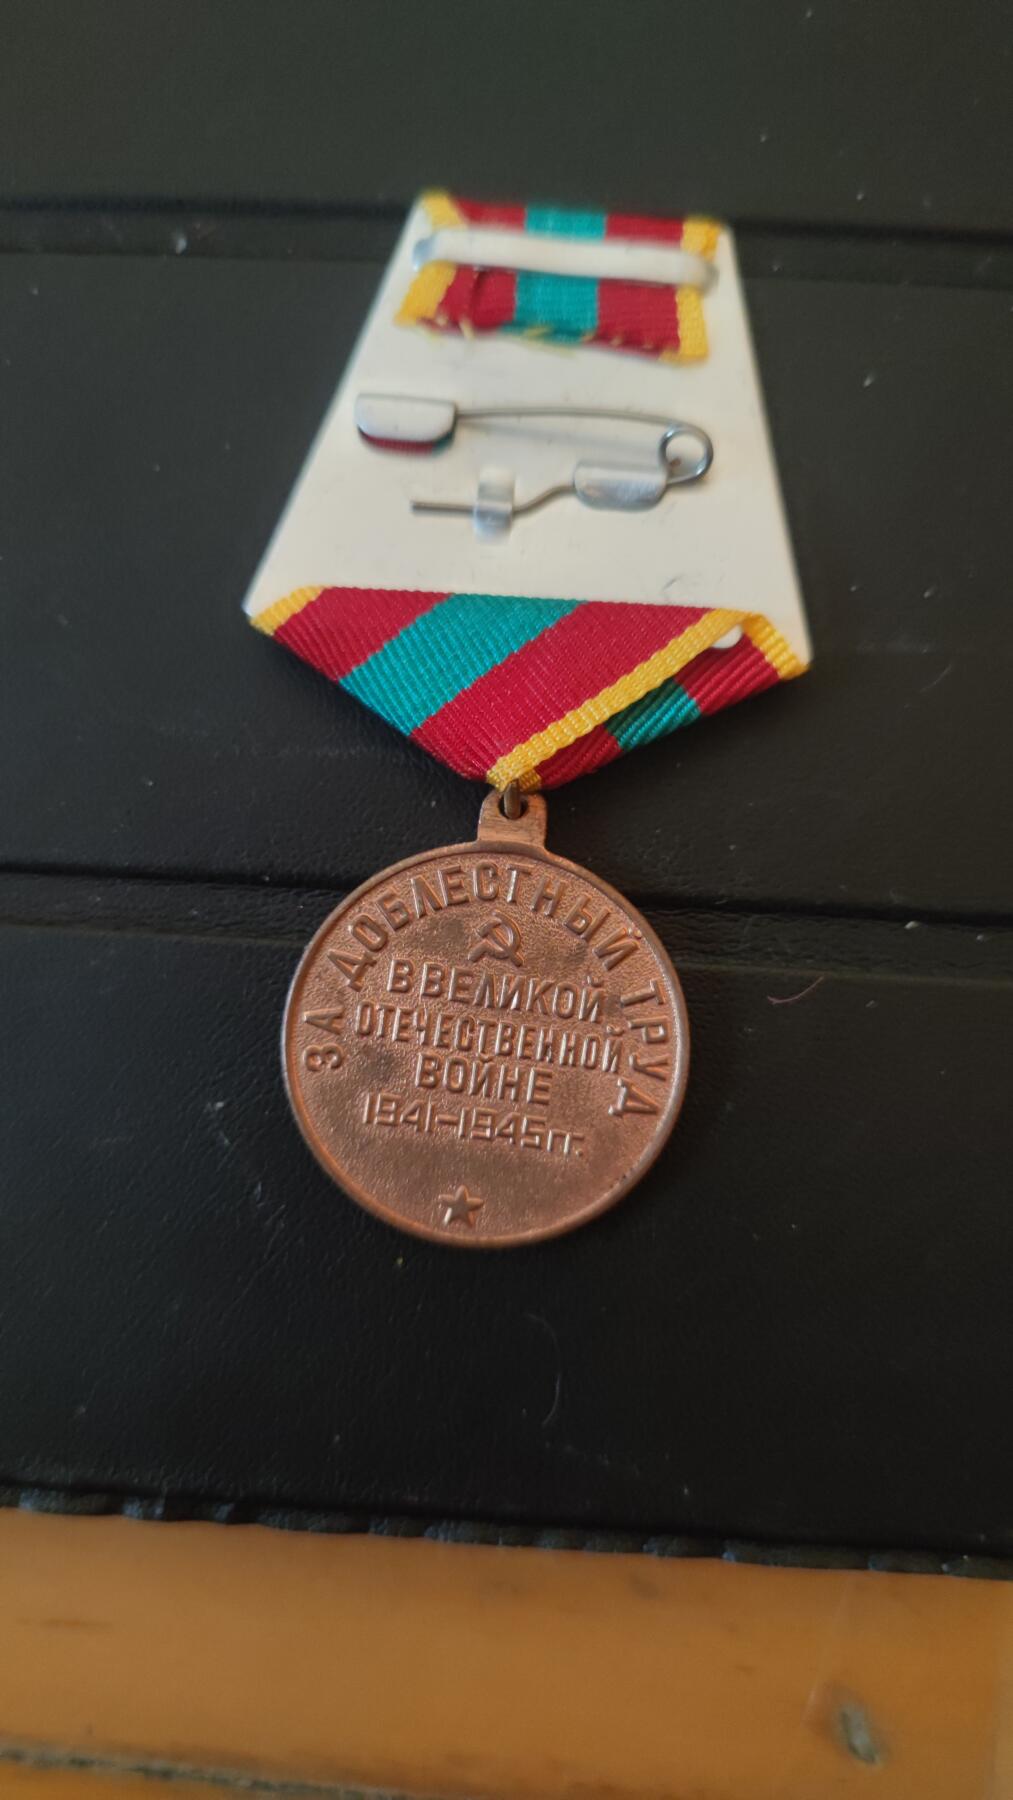 ЗА ДОБЛЕСТНЫЙ ТРУД
В ВЕЛИКОЙ
ОТЕЧЕСТВЕННОЙ
ВОЙНЕ
1941-1945гг.